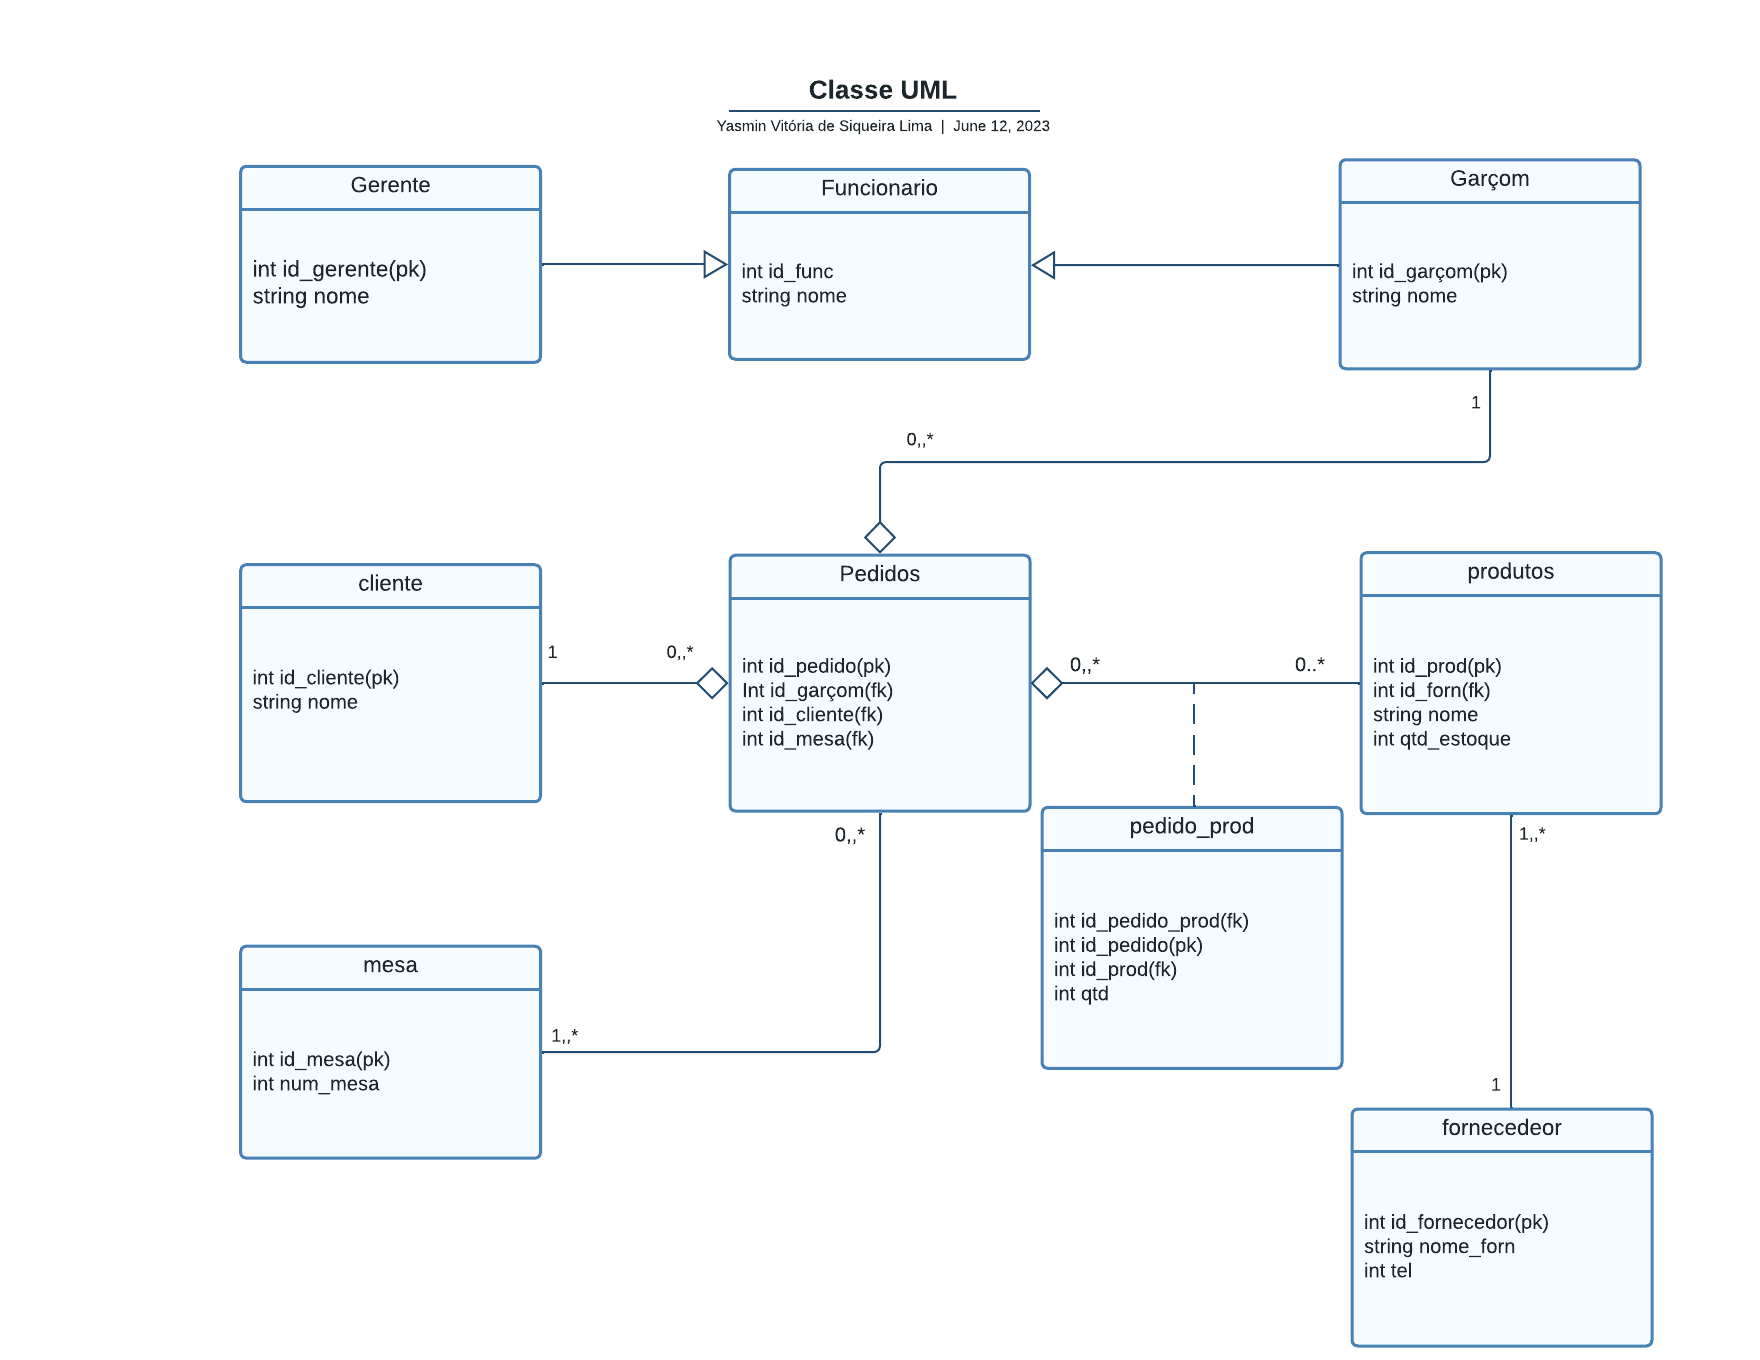 Classe UML
Yasmin Vitória de Siqueira Lima | June 12, 2023
Gerente
int id_gerente(pk)
string nome
Funcionario
int id_func
string nome
Garçom
int id_garçom(pk)
string nome
1
0,,*
cliente
int id_cliente(pk)
string nome
1
0,,*
Pedidos
int id_pedido(pk)
Int id_garçom(fk)
int id_cliente(fk)
int id_mesa(fk)
0,,*
0..*
produtos
int id_prod(pk)
int id_forn(fk)
string nome
int qtd_estoque
0,,*
pedido_prod
int id_pedido_prod(fk)
int id_pedido(pk)
int id_prod(fk)
int qtd
1,,*
mesa
int id_mesa(pk)
int num_mesa
1,,*
1
fornecedeor
int id_fornecedor(pk)
string nome_forn
int tel